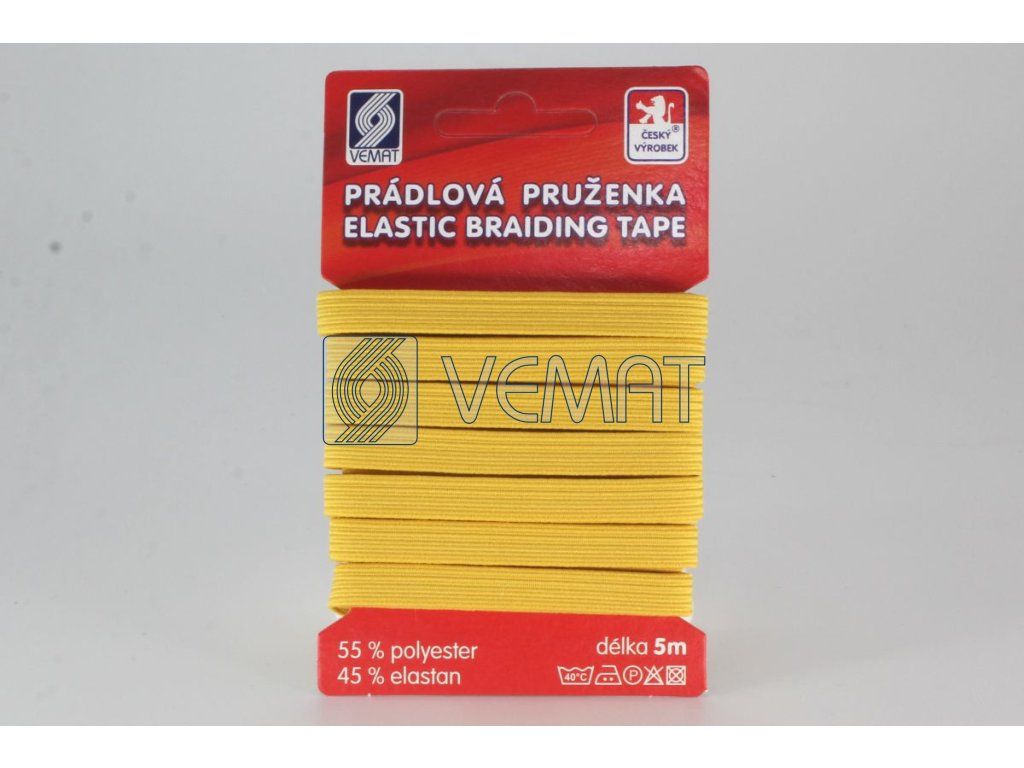 VEMAT
ČESKÝ®
VÝROBEK
PRÁDLOVÁ PRUŽENKA
ELASTIC BRAIDING TAPE
VEMAT
55 % polyester
45 % elastan
délka 5m
40°C
P